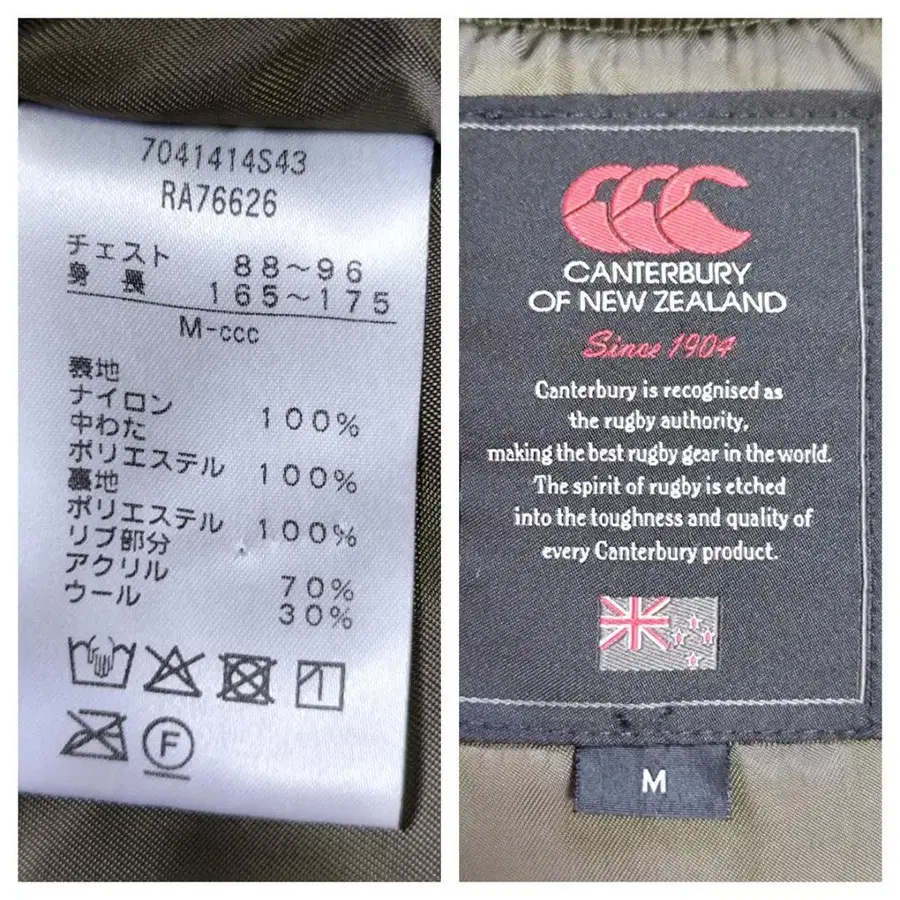 7041414S43
RA76626
チェスト 88～96
身長 165～175
M-ccc
表地
ナイロン 100%
中わた
ポリエステル 100%
裏地
ポリエステル 100%
リブ部分
アクリル 70%
ウール 30%
F
CANTERBURY
OF NEW ZEALAND
Since 1904
Canterbury is recognised as
the rugby authority,
making the best rugby gear in the world.
The spirit of rugby is etched
into the toughness and quality of
every Canterbury product.
M